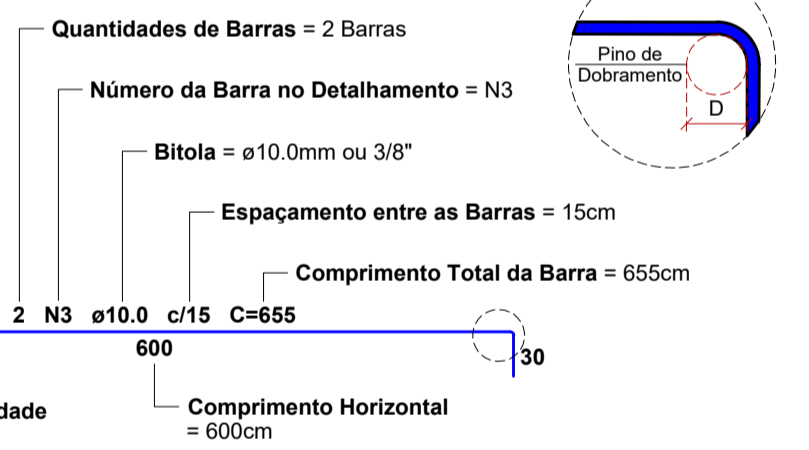 Quantidades de Barras = 2 Barras
Número da Barra no Detalhamento = N3
Bitola = ø10.0mm ou 3/8"
Espaçamento entre as Barras = 15cm
Comprimento Total da Barra = 655cm
Pino de
Dobramento
D
2 N3 ø10.0 c/15 C=655
600
30
dade
Comprimento Horizontal
= 600cm